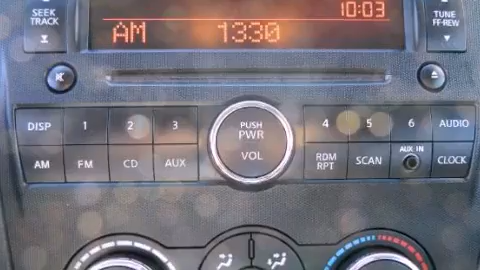 10:03
SEEK
TRACK
AM 1330
TUNE
FF·REW
DISP 1 2 3
PUSH
PWR
VOL
4 5 6 AUDIO
AM FM CD AUX
RDM
RPT
SCAN
AUX IN
CLOCK